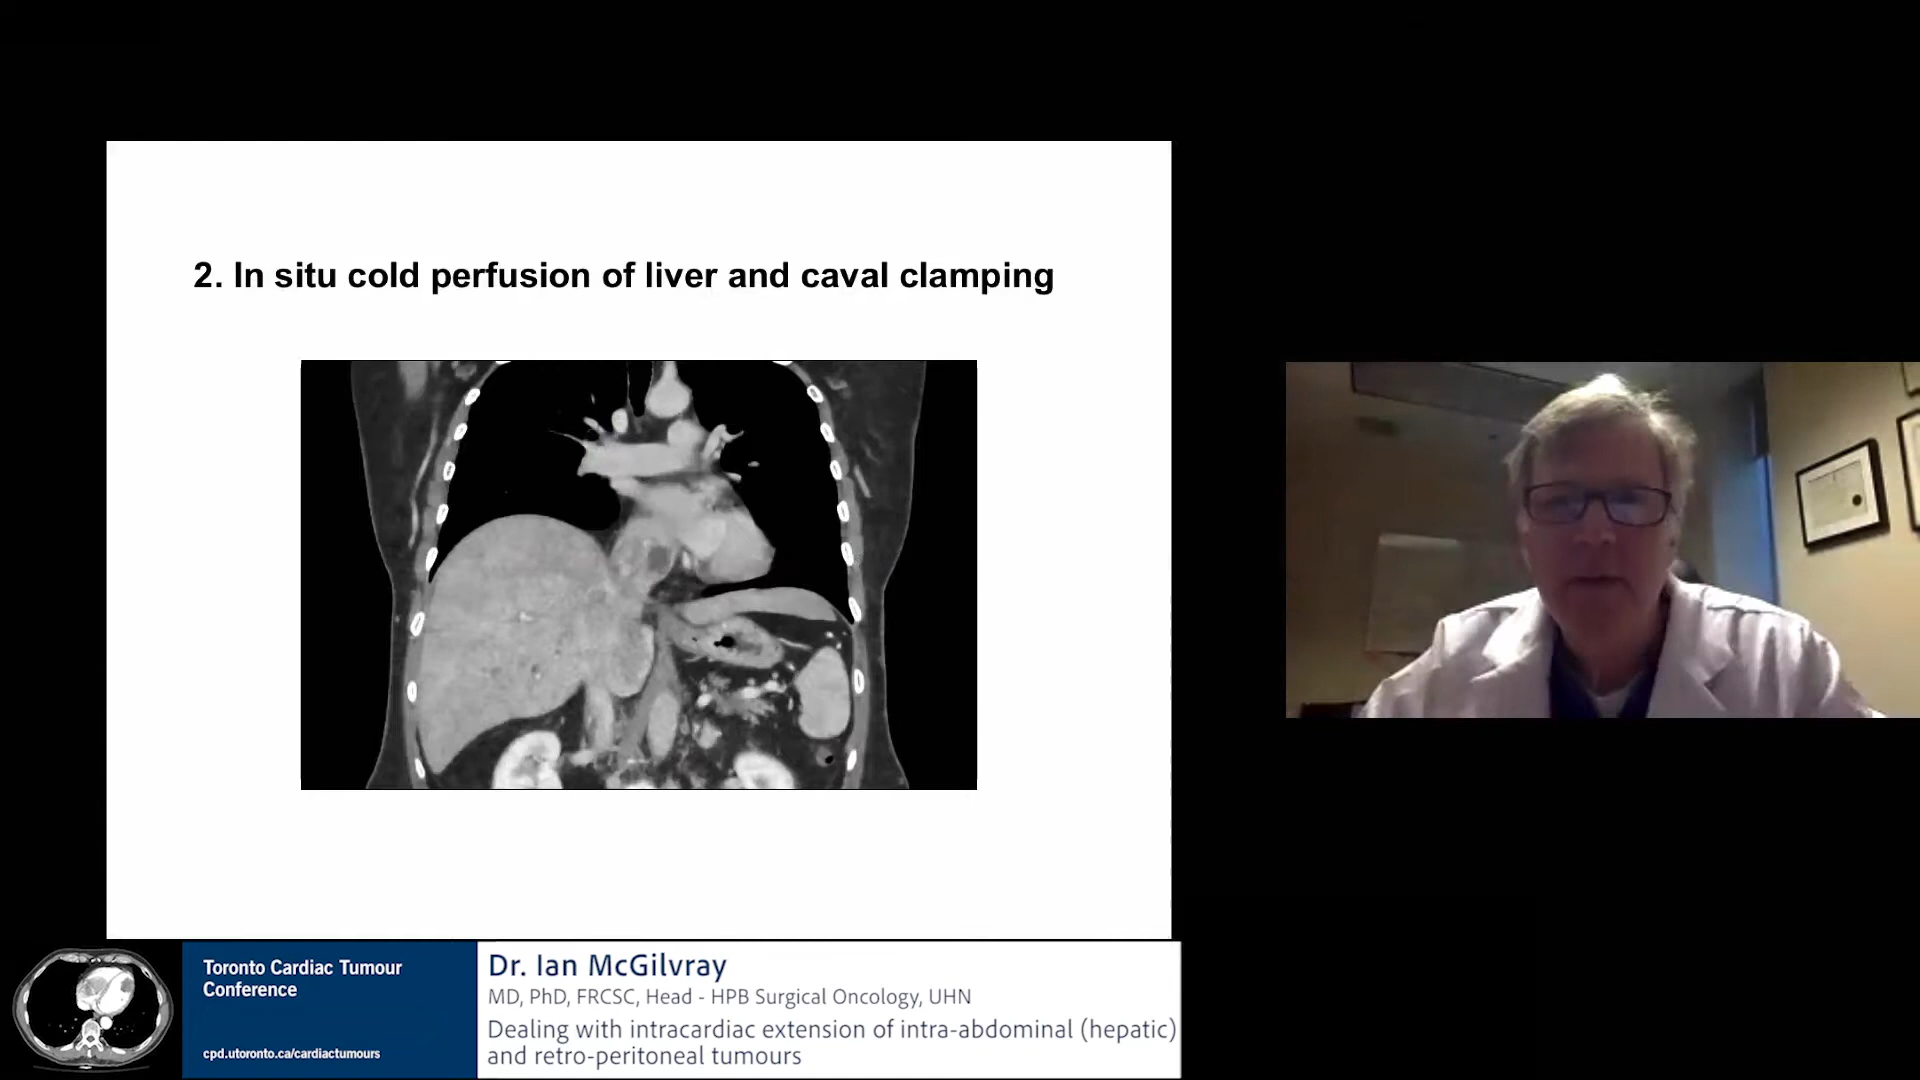 2. In situ cold perfusion of liver and caval clamping
Toronto Cardiac Tumour
Conference
cpd.utoronto.ca/cardiactumours
Dr. Ian McGilvray
MD, PhD, FRCSC, Head - HPB Surgical Oncology, UHN
Dealing with intracardiac extension of intra-abdominal (hepatic)
and retro-peritoneal tumours